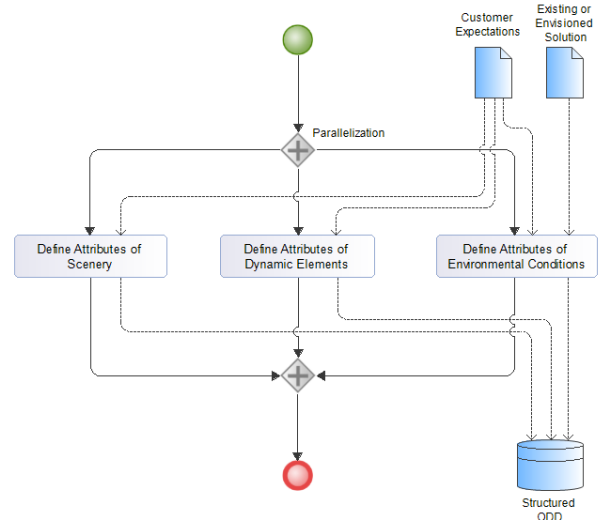 Customer
Expectations
Existing or
Envisioned
Solution
Parallelization
Define Attributes of
Scenery
Define Attributes of
Dynamic Elements
Define Attributes of
Environmental Conditions
Structured
ODD